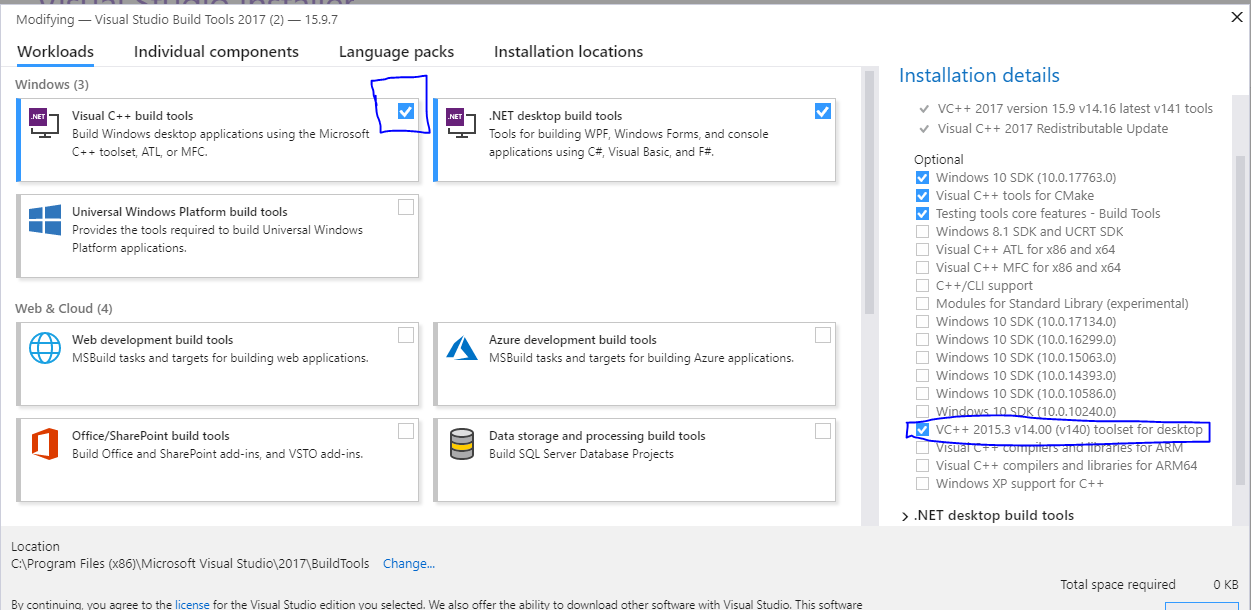 Visual Studio Installer
Modifying — Visual Studio Build Tools 2017 (2) — 15.9.7
Workloads
Individual components
Language packs
Installation locations
Windows (3)
.NET
Visual C++ build tools
Build Windows desktop applications using the Microsoft
C++ toolset, ATL, or MFC.
.NET
.NET desktop build tools
Tools for building WPF, Windows Forms, and console
applications using C#, Visual Basic, and F#.
Universal Windows Platform build tools
Provides the tools required to build Universal Windows
Platform applications.
Web & Cloud (4)
Web development build tools
MSBuild tasks and targets for building web applications.
Azure development build tools
MSBuild tasks and targets for building Azure applications.
Office/SharePoint build tools
Build Office and SharePoint add-ins, and VSTO add-ins.
Data storage and processing build tools
Build SQL Server Database Projects
Installation details
VC++ 2017 version 15.9 v14.16 latest v141 tools
Visual C++ 2017 Redistributable Update
Optional
Windows 10 SDK (10.0.17763.0)
Visual C++ tools for CMake
Testing tools core features - Build Tools
Windows 8.1 SDK and UCRT SDK
Visual C++ ATL for x86 and x64
Visual C++ MFC for x86 and x64
C++/CLI support
Modules for Standard Library (experimental)
Windows 10 SDK (10.0.17134.0)
Windows 10 SDK (10.0.16299.0)
Windows 10 SDK (10.0.15063.0)
Windows 10 SDK (10.0.14393.0)
Windows 10 SDK (10.0.10586.0)
Windows 10 SDK (10.0.10240.0)
VC++ 2015.3 v14.00 (v140) toolset for desktop
Visual C++ compilers and libraries for ARM
Visual C++ compilers and libraries for ARM64
Windows XP support for C++
.NET desktop build tools
Location
C:\Program Files (x86)\Microsoft Visual Studio\2017\BuildTools
Change...
Total space required
0 KB
By continuing, you agree to the license for the Visual Studio edition you selected. We also offer the ability to download other software with Visual Studio. This software